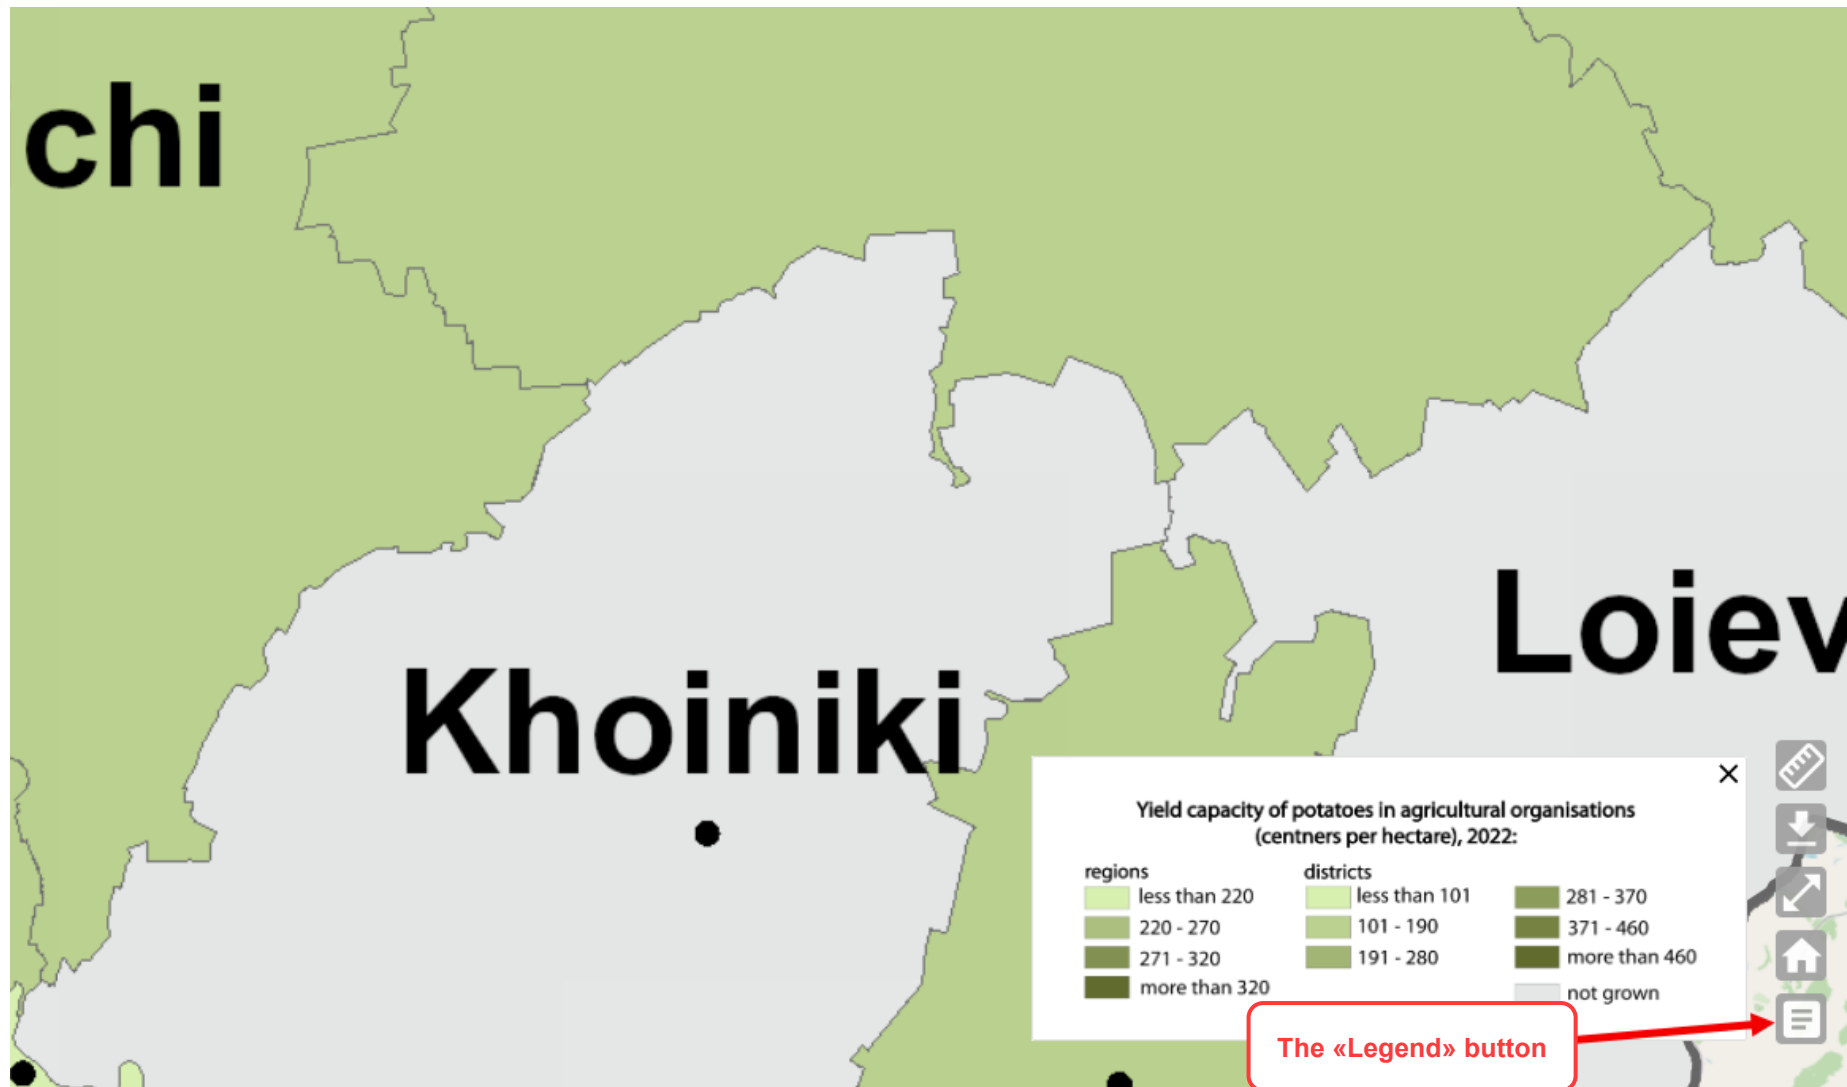 chi
Khoiniki
Loiev
Yield capacity of potatoes in agricultural organisations
(centners per hectare), 2022:
regions
less than 220
220 - 270
271 - 320
more than 320
districts
less than 101
101 - 190
191 - 280
281 - 370
371 - 460
more than 460
not grown
The «Legend» button